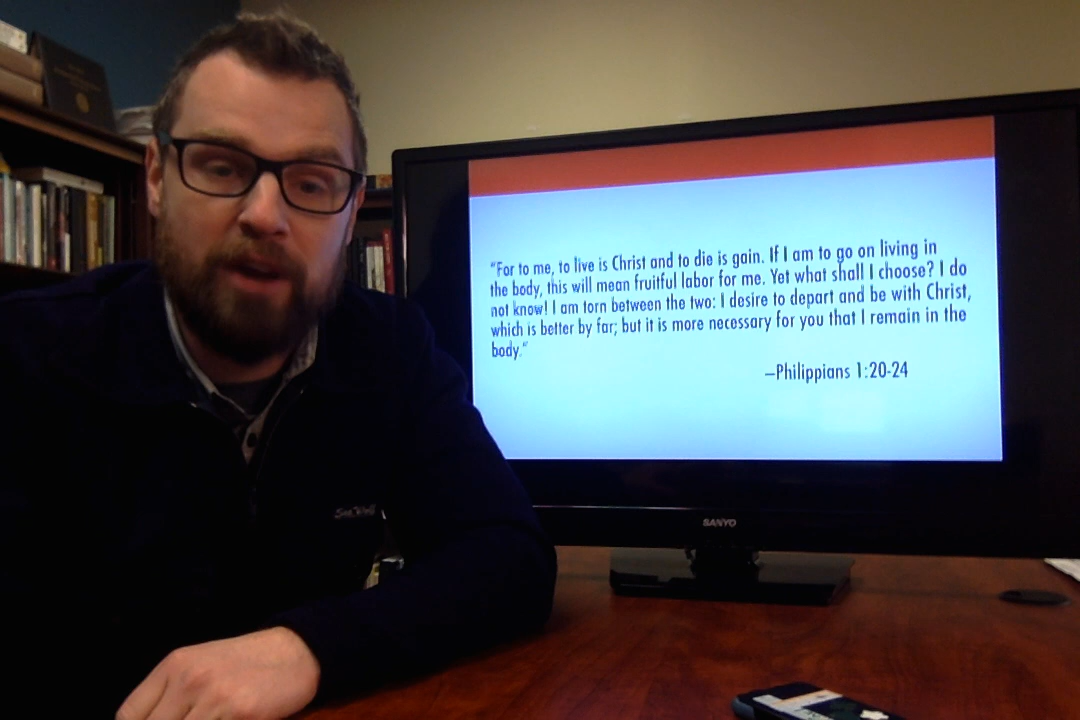 “For to me, to live is Christ and to die is gain. If I am to go on living in
the body, this will mean fruitful labor for me. Yet what shall I choose? I do
not know! I am torn between the two: I desire to depart and be with Christ,
which is better by far; but it is more necessary for you that I remain in the
body.”
–Philippians 1:20-24
SANYO